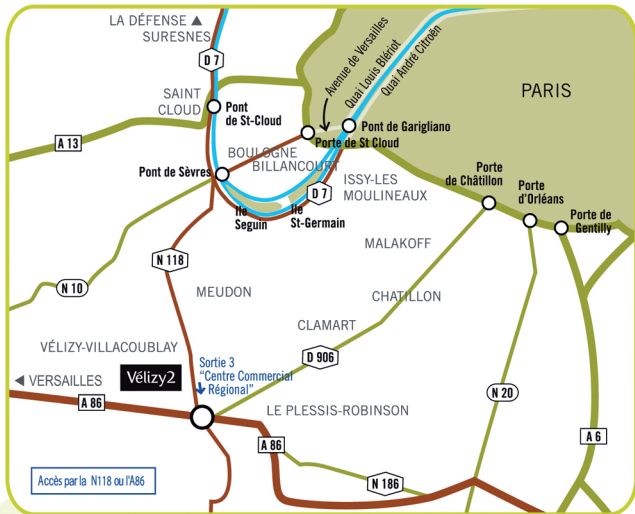 LA DÉFENSE
SURESNES
D 7
Avenue de Versailles
Quai Louis Blériot
Quai André Citroën
PARIS
SAINT
CLOUD
Pont
de St-Cloud
Pont de Garigliano
Porte de St Cloud
A 13
BOULOGNE
BILLANCOURT
Pont de Sèvres
ISSY-LES
MOULINEAUX
D 7
Porte
de Châtillon
Porte
d'Orléans
Porte de
Gentilly
Ile
Seguin
Ile
St-Germain
MALAKOFF
N 118
N 10
MEUDON
CHATILLON
CLAMART
VÉLIZY-VILLACOUBLAY
Sortie 3
“Centre Commercial
Régional”
D 906
VERSAILLES
Vélizy2
N 20
A 86
LE PLESSIS-ROBINSON
A 86
A 6
Accès par la N118 ou l'A86
N 186